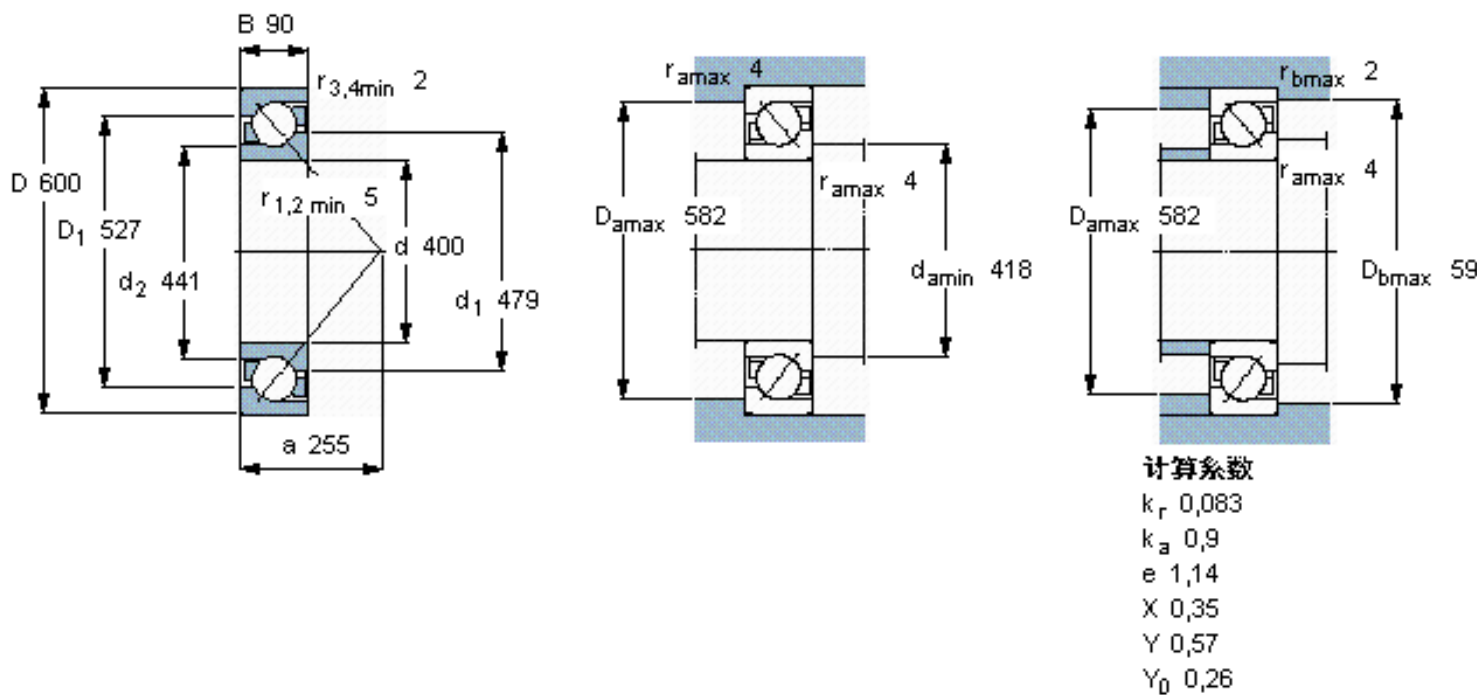 B 90
r3,4min 2
D 600
D1 527
d2 441
r1,2 min 5
d 400
d1 479
a 255
ramax 4
ramax 4
Damax 582
damin 418
rbmax 2
ramax 4
Damax 582
Dbmax 59
计算系数
kr 0,083
ka 0,9
e 1,14
X 0,35
Y 0,57
Y0 0,26